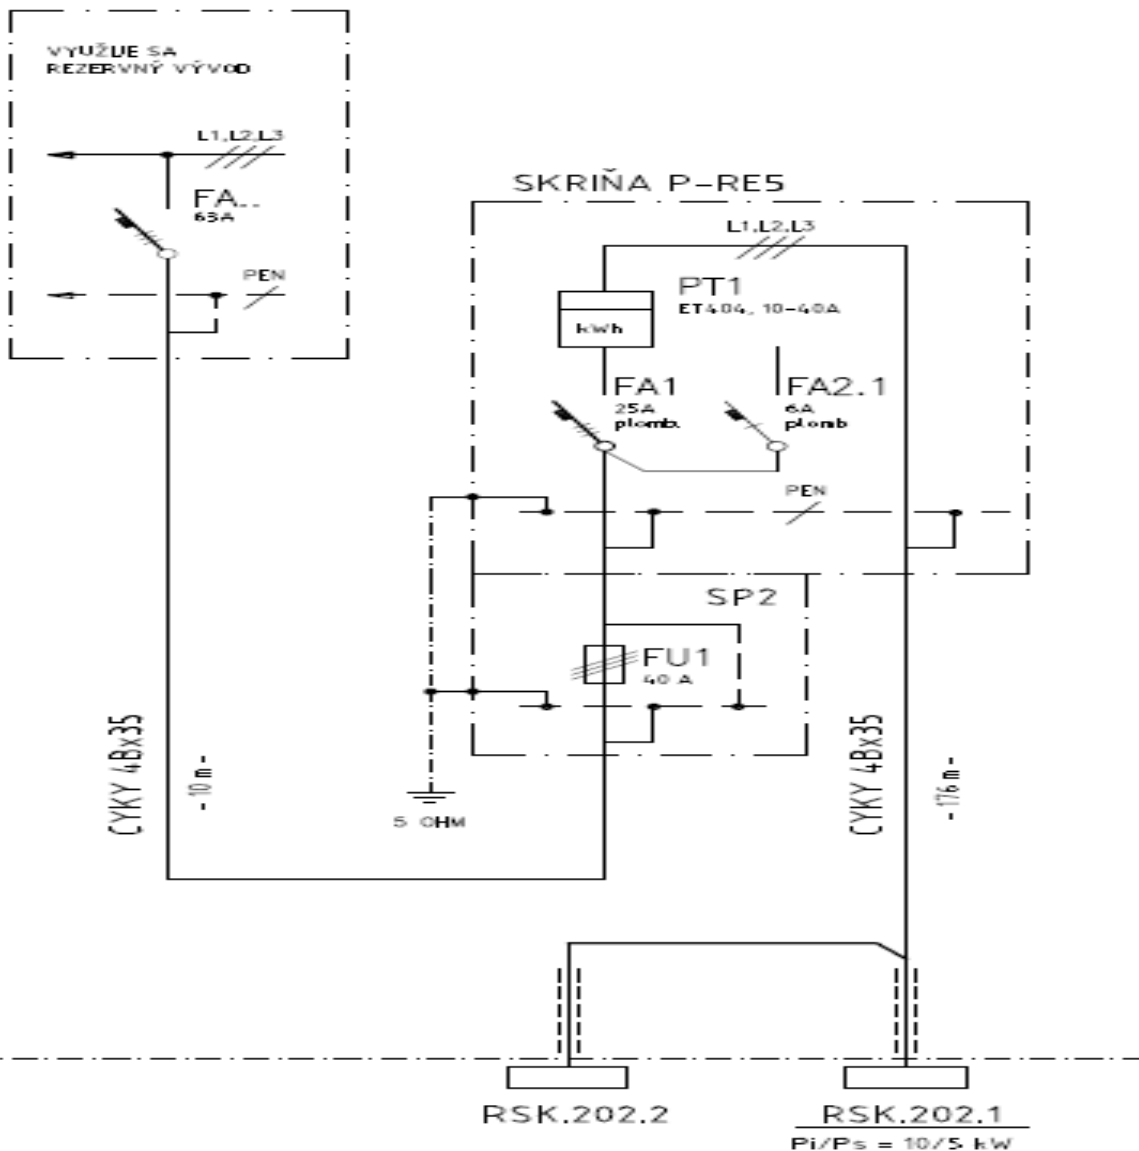 VYUŽIJE SA
REZERVNÝ VÝVOD
L1,L2,L3
FA..
63A
PEN
SKRIŇA P-RE5
L1,L2,L3
PT1
ET404, 10-40A
kWh
FA1
25A
plomb.
FA2.1
6A
plomb
PEN
SP2
FU1
40 A
CYKY 4Bx35
- 10 m -
5 OHM
CYKY 4Bx35
- 176 m -
RSK.202.2
RSK.202.1
Pi/Ps = 10/5 kW